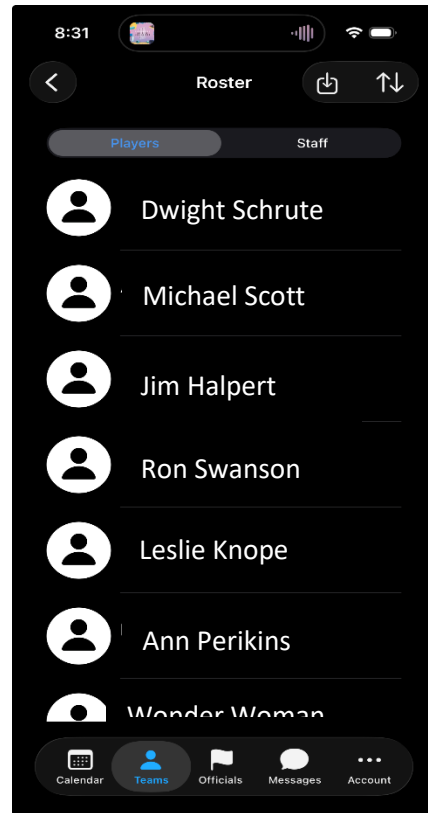 8:31
Roster
Players Staff
Dwight Schrute
Michael Scott
Jim Halpert
Ron Swanson
Leslie Knope
Ann Perikins
Wonder Woman
Calendar Teams Officials Messages Account